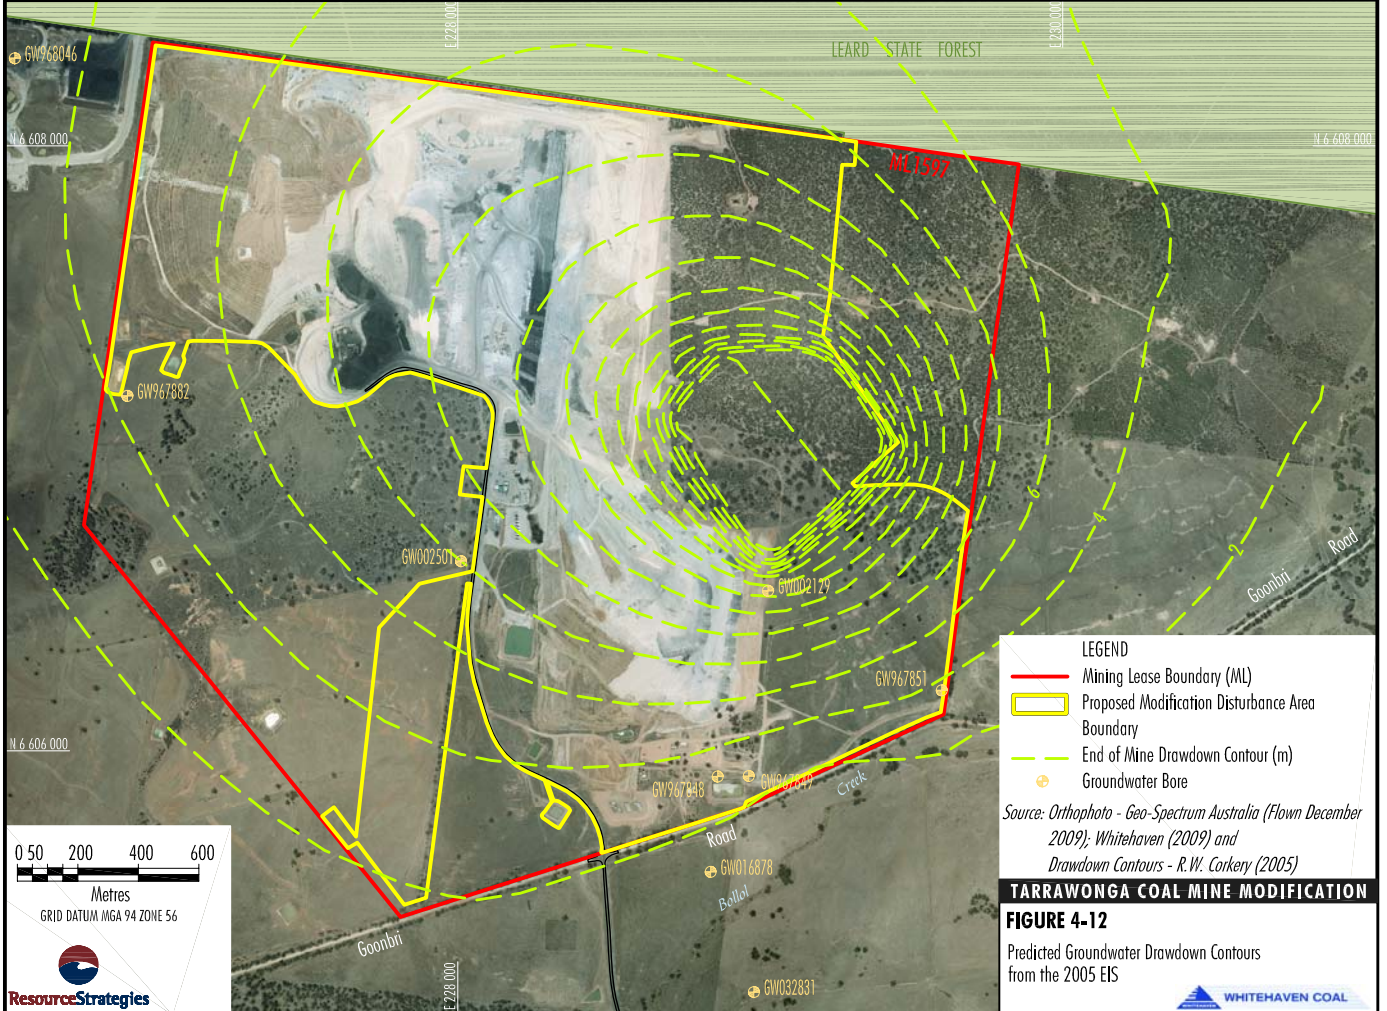 E 228 000
E 230 000
LEARD STATE FOREST
GW968046
N 6 608 000
N 6 608 000
ML1597
GW967882
6
4
2
GW002501
GW002129
Goonbri
Road
GW967851
N 6 606 000
GW967848
GW967849
Creek
Road
GW016878
Bollol
Goonbri
E 228 000
GW032831
LEGEND
Mining Lease Boundary (ML)
Proposed Modification Disturbance Area
Boundary
End of Mine Drawdown Contour (m)
Groundwater Bore
Source: Orthophoto - Geo-Spectrum Australia (Flown December
2009); Whitehaven (2009) and
Drawdown Contours - R.W. Corkery (2005)
0 50 200 400 600
Metres
GRID DATUM MGA 94 ZONE 56
ResourceStrategies
TARRAWONGA COAL MINE MODIFICATION
FIGURE 4-12
Predicted Groundwater Drawdown Contours
from the 2005 EIS
WHITEHAVEN
WHITEHAVEN COAL